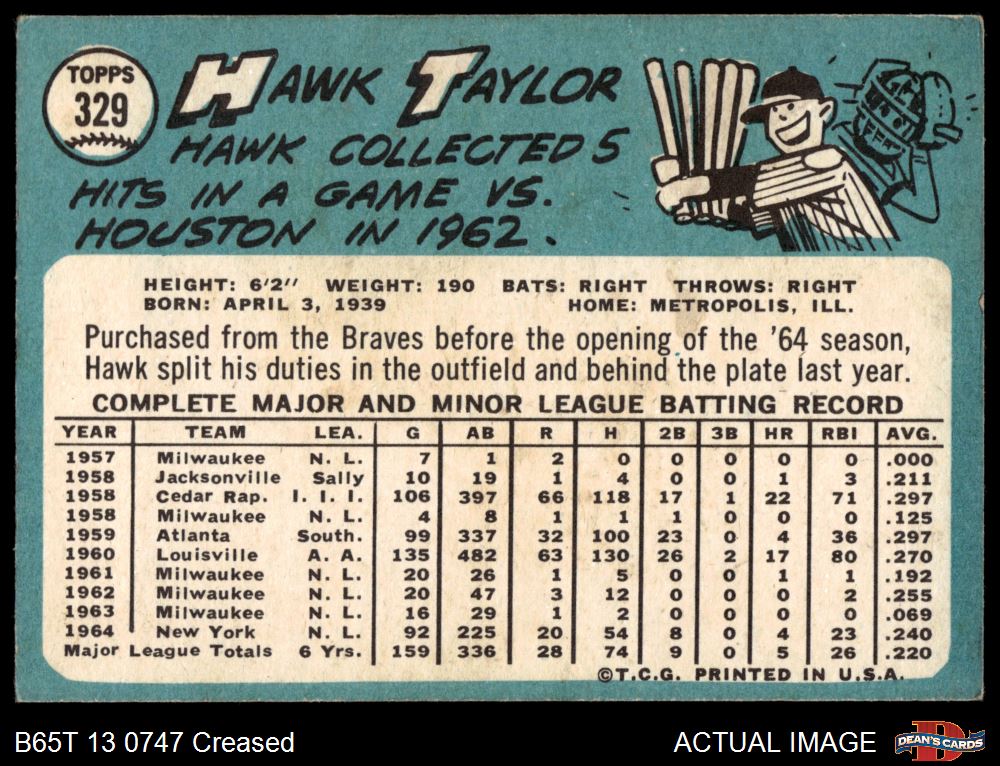 TOPPS
329
HAWK TAYLOR
HAWK COLLECTED 5
HITS IN A GAME VS.
HOUSTON IN 1962.
HEIGHT: 6'2" WEIGHT: 190 BATS: RIGHT THROWS: RIGHT
BORN: APRIL 3, 1939 HOME: METROPOLIS, ILL.
Purchased from the Braves before the opening of the '64 season,
Hawk split his duties in the outfield and behind the plate last year.
COMPLETE MAJOR AND MINOR LEAGUE BATTING RECORD
YEAR TEAM LEA. G AB R H 2B 3B HR RBI AVG.
1957 Milwaukee N. L. 7 1 2 0 0 0 0 0 .000
1958 Jacksonville Sally 10 19 1 4 0 0 1 3 .211
1958 Cedar Rap. I. I. I. 106 397 66 118 17 1 22 71 .297
1958 Milwaukee N. L. 4 8 1 1 1 0 0 0 .125
1959 Atlanta South. 99 337 32 100 23 0 4 36 .297
1960 Louisville A. A. 135 482 63 130 26 2 17 80 .270
1961 Milwaukee N. L. 20 26 1 5 0 0 1 1 .192
1962 Milwaukee N. L. 20 47 3 12 0 0 0 2 .255
1963 Milwaukee N. L. 16 29 1 2 0 0 0 0 .069
1964 New York N. L. 92 225 20 54 8 0 4 23 .240
Major League Totals 6 Yrs. 159 336 28 74 9 0 5 26 .220
©T.C.G. PRINTED IN U.S.A.
B65T 13 0747 Creased
ACTUAL IMAGE
DEAN'S CARDS